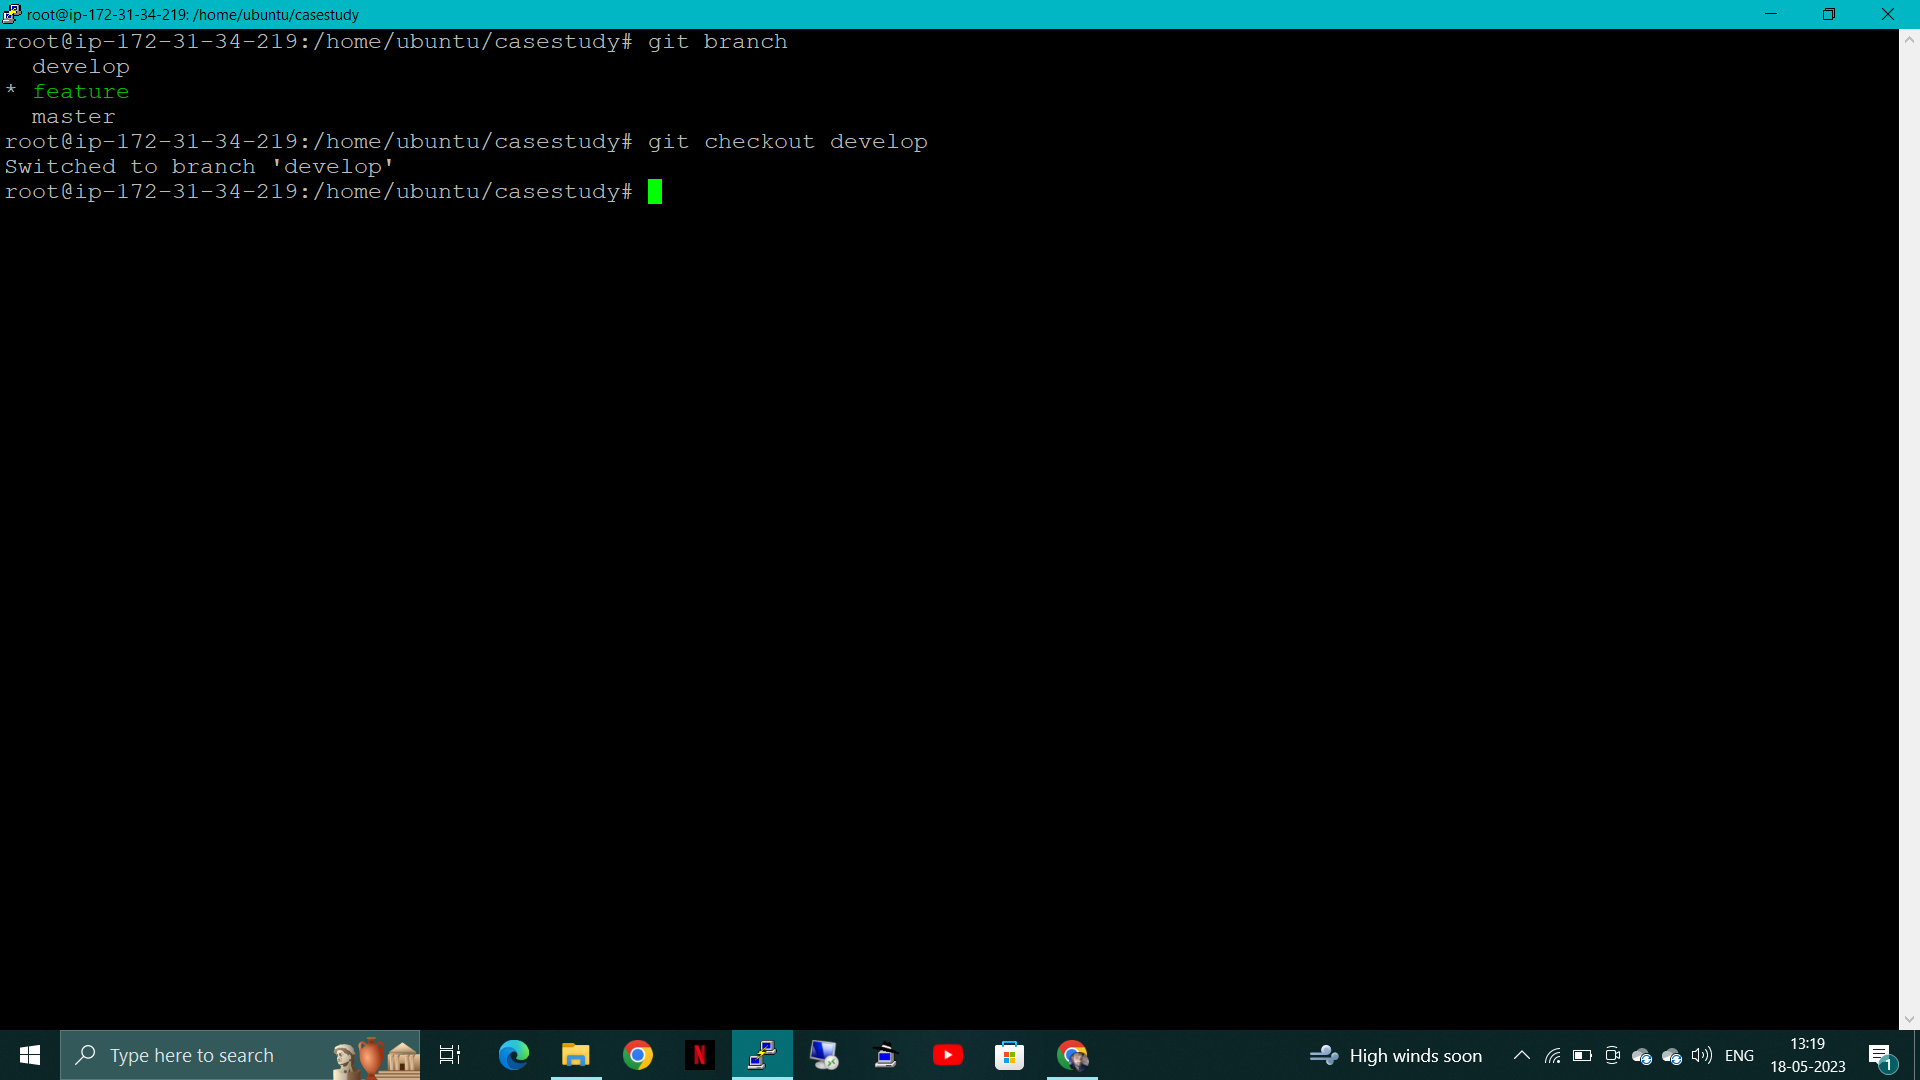 root@ip-172-31-34-219: /home/ubuntu/casestudy
root@ip-172-31-34-219:/home/ubuntu/casestudy# git branch
  develop
* feature
  master
root@ip-172-31-34-219:/home/ubuntu/casestudy# git checkout develop
Switched to branch 'develop'
root@ip-172-31-34-219:/home/ubuntu/casestudy#
Type here to search
N
High winds soon
ENG
13:19
18-05-2023
1